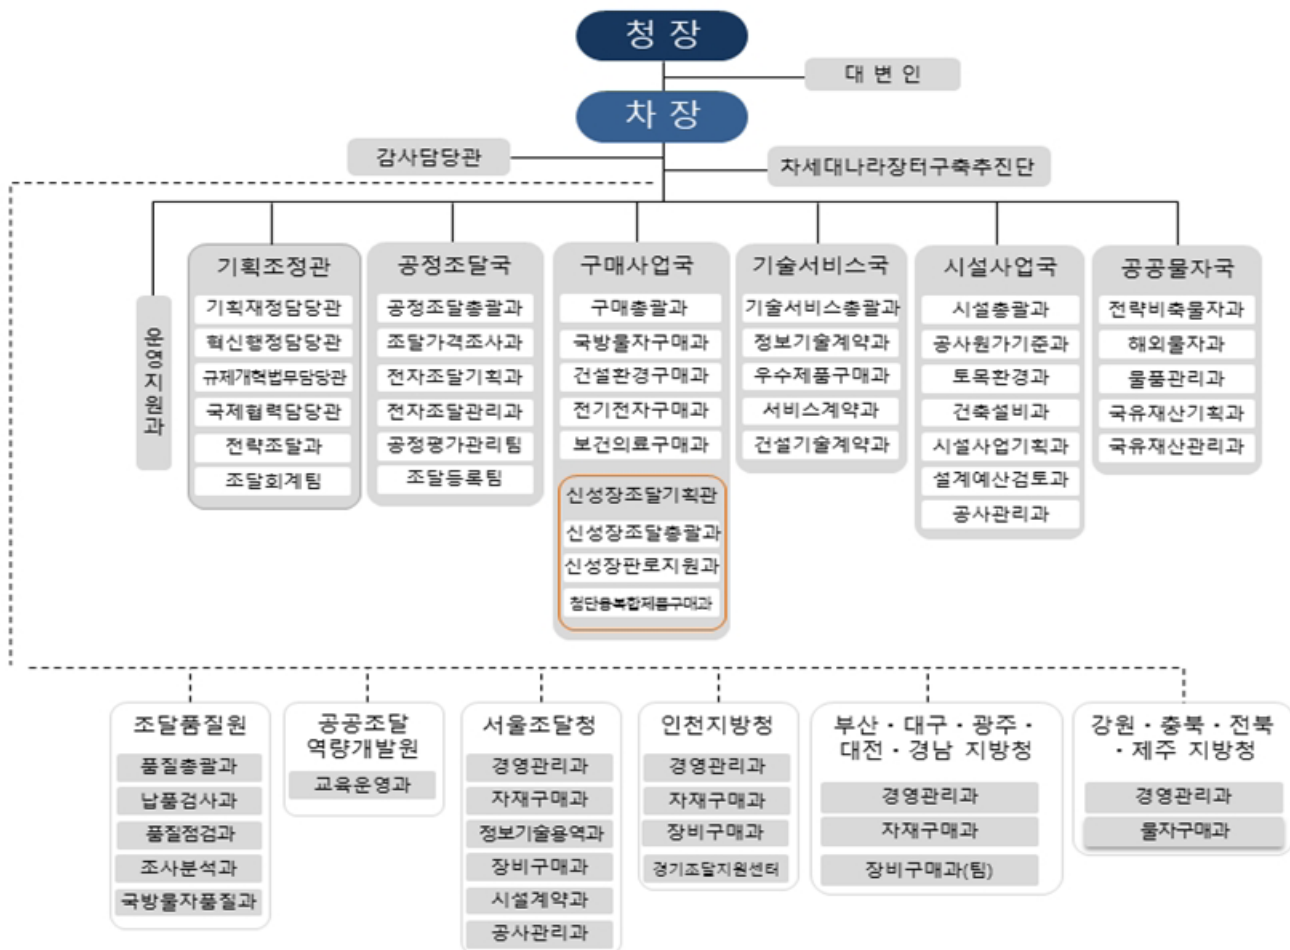 청 장
대 변 인
차 장
감사담당관
차세대나라장터구축추진단
운영지원과
기획조정관
기획재정담당관
혁신행정담당관
규제개혁법무담당관
국제협력담당관
전략조달과
조달회계팀
공정조달국
공정조달총괄과
조달가격조사과
전자조달기획과
전자조달관리과
공정평가관리팀
조달등록팀
구매사업국
구매총괄과
국방물자구매과
건설환경구매과
전기전자구매과
보건의료구매과
신성장조달기획관
신성장조달총괄과
신성장판로지원과
첨단융복합제품구매과
기술서비스국
기술서비스총괄과
정보기술계약과
우수제품구매과
서비스계약과
건설기술계약과
시설사업국
시설총괄과
공사원가기준과
토목환경과
건축설비과
시설사업기획과
설계예산검토과
공사관리과
공공물자국
전략비축물자과
해외물자과
물품관리과
국유재산기획과
국유재산관리과
조달품질원
품질총괄과
납품검사과
품질점검과
조사분석과
국방물자품질과
공공조달
역량개발원
교육운영과
서울조달청
경영관리과
자재구매과
정보기술용역과
장비구매과
시설계약과
공사관리과
인천지방청
경영관리과
자재구매과
장비구매과
경기조달지원센터
부산・대구・광주・
대전・경남 지방청
경영관리과
자재구매과
장비구매과(팀)
강원・충북・전북
・제주 지방청
경영관리과
물자구매과